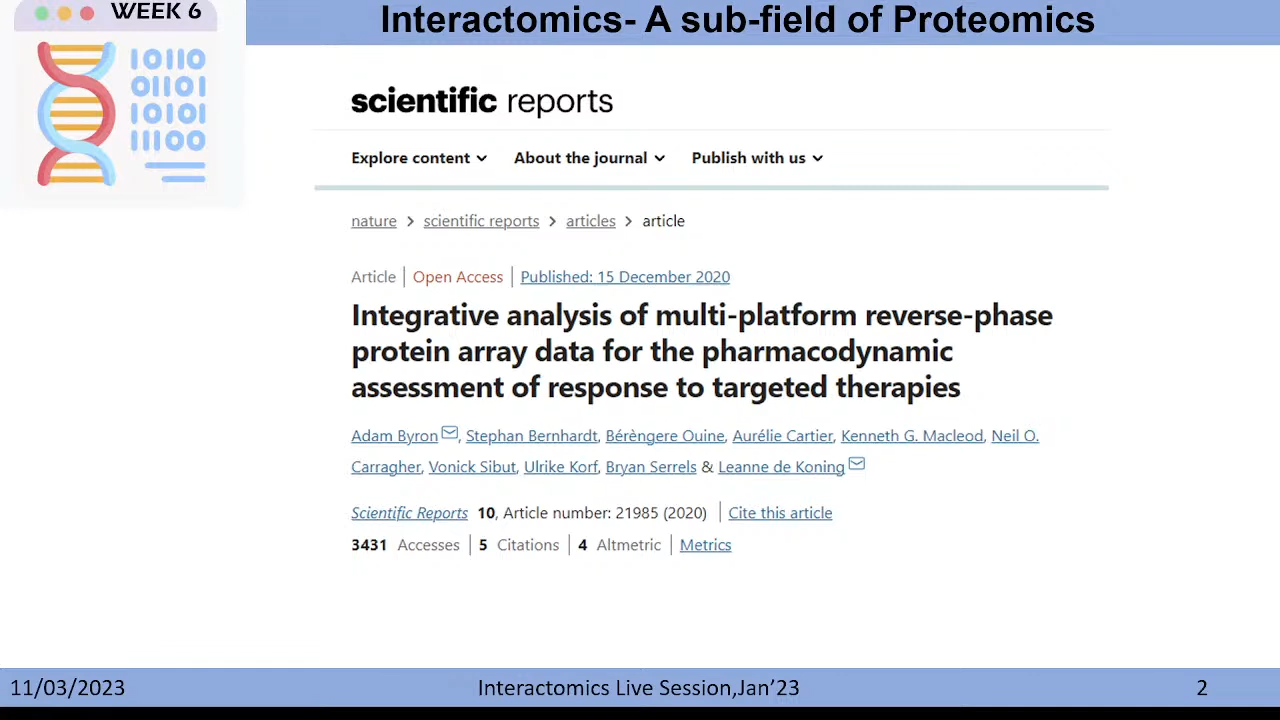 WEEK 6
Interactomics- A sub-field of Proteomics
10110
01101
10101
11100
scientific reports
Explore content About the journal Publish with us
nature > scientific reports > articles > article
Article | Open Access | Published: 15 December 2020
Integrative analysis of multi-platform reverse-phase
protein array data for the pharmacodynamic
assessment of response to targeted therapies
Adam Byron, Stephan Bernhardt, Bérèngere Ouine, Aurélie Cartier, Kenneth G. Macleod, Neil O.
Carragher, Vonick Sibut, Ulrike Korf, Bryan Serrels & Leanne de Koning
Scientific Reports 10, Article number: 21985 (2020) | Cite this article
3431 Accesses | 5 Citations | 4 Altmetric | Metrics
11/03/2023 Interactomics Live Session,Jan’23 2